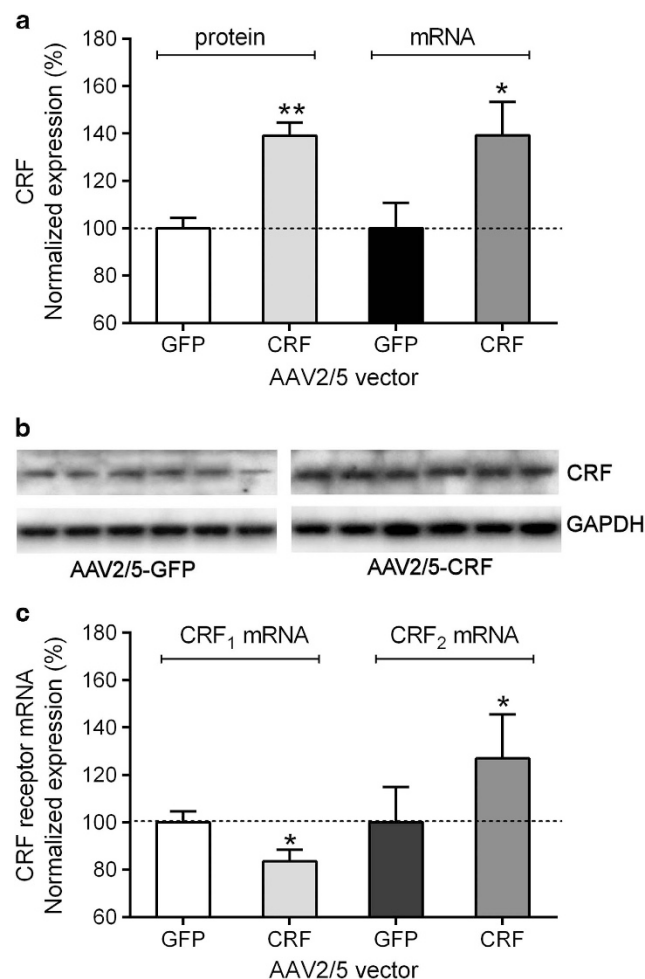 a
protein mRNA
CRF
Normalized expression (%)
180
160
140
120
100
80
60
** *
GFP CRF GFP CRF
AAV2/5 vector
b
CRF
GAPDH
AAV2/5-GFP AAV2/5-CRF
c
CRF₁ mRNA CRF₂ mRNA
CRF receptor mRNA
Normalized expression (%)
180
160
140
120
100
80
60
* *
GFP CRF GFP CRF
AAV2/5 vector